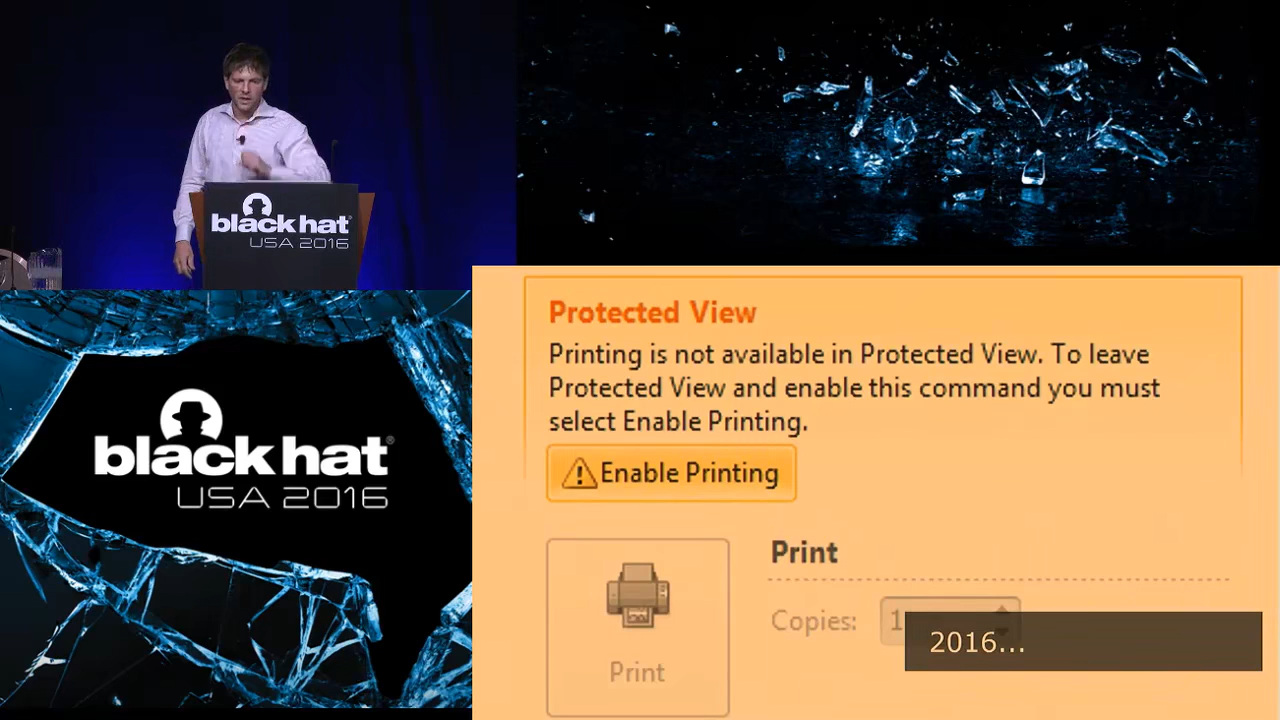 black hat
USA 2016
black hat®
USA 2016
Protected View
Printing is not available in Protected View. To leave
Protected View and enable this command you must
select Enable Printing.
Enable Printing
Print
Print
Copies:
1
2016...